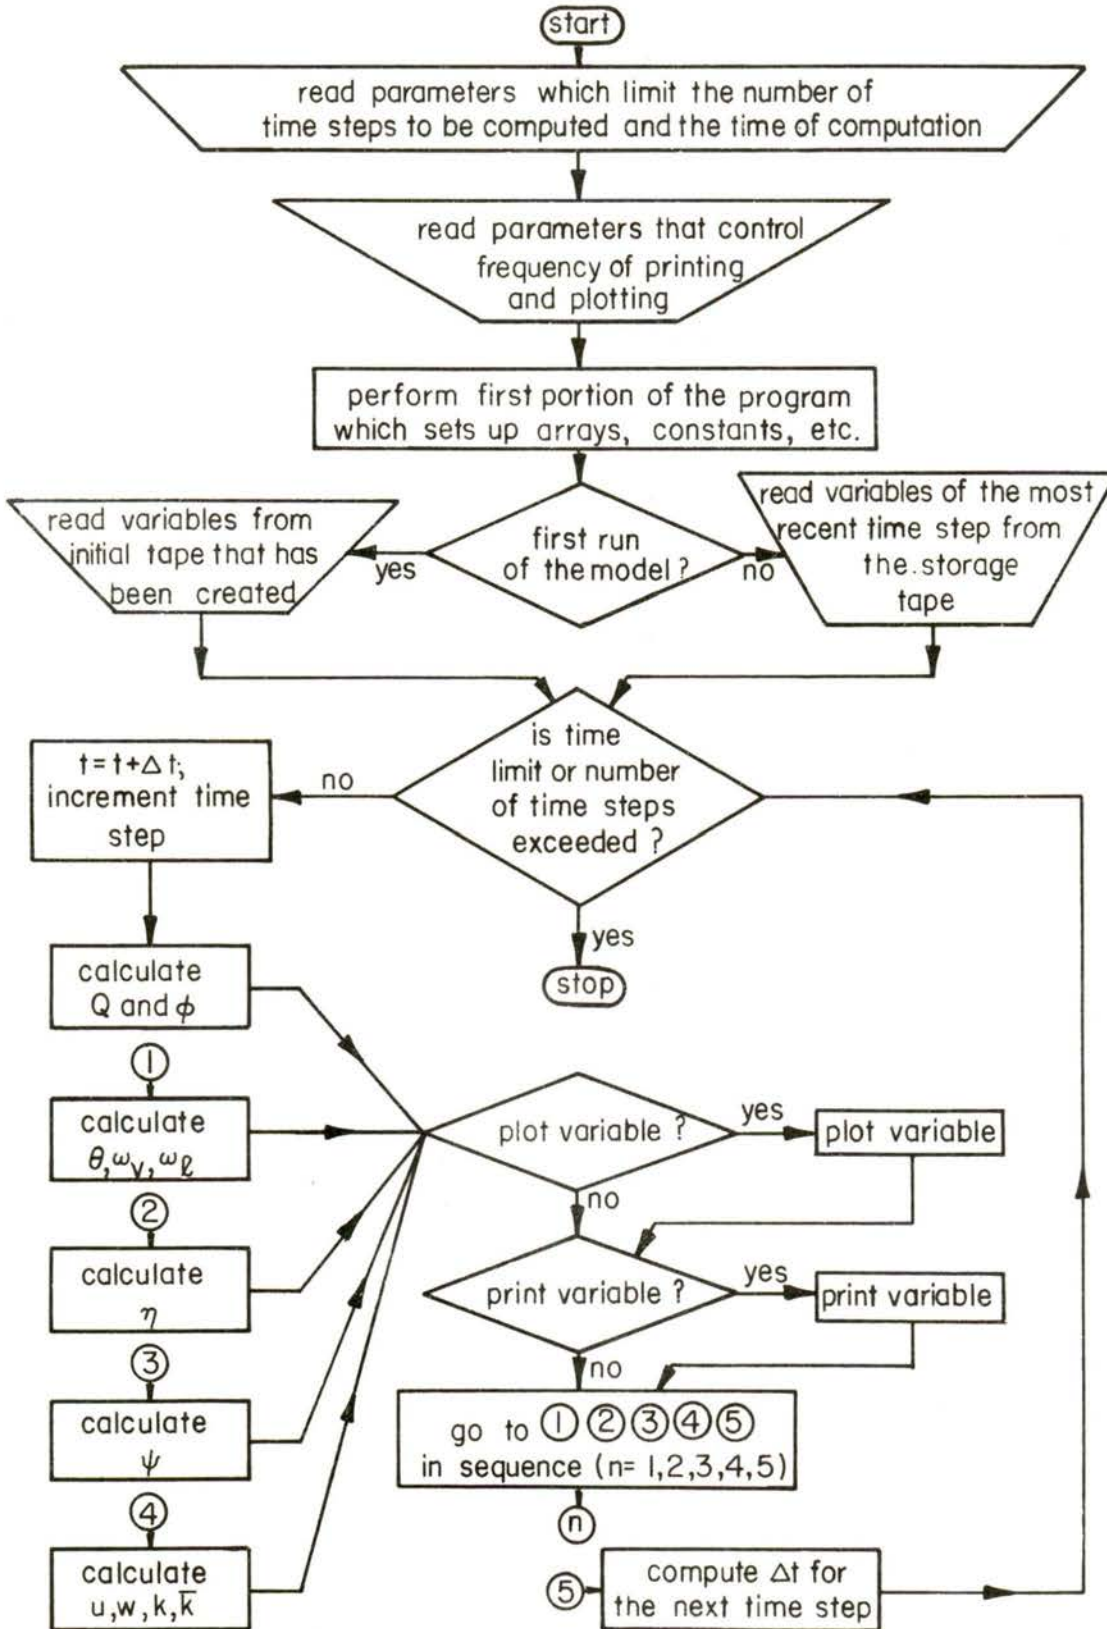 start
read parameters which limit the number of
time steps to be computed and the time of computation
read parameters that control
frequency of printing
and plotting
perform first portion of the program
which sets up arrays, constants, etc.
read variables from
initial tape that has
been created
yes
first run
of the model?
no
read variables of the most
recent time step from
the.storage
tape
is time
limit or number
of time steps
exceeded?
no
t=t+Δt;
increment time
step
yes
stop
calculate
Q and ϕ
①
calculate
θ,ω_v,ω_ℓ
②
calculate
η
③
calculate
ψ
④
calculate
u,w,k,k̅
plot variable?
yes
plot variable
no
print variable?
yes
print variable
no
go to ①②③④⑤
in sequence (n= 1,2,3,4,5)
ⓝ
⑤
compute Δt for
the next time step